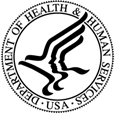 DEPARTMENT OF HEALTH & HUMAN SERVICES
· USA ·